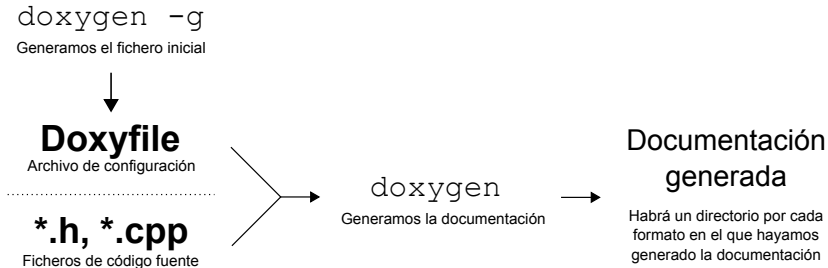 doxygen -g
Generamos el fichero inicial
Doxyfile
Archivo de configuración
*.h, *.cpp
Ficheros de código fuente
doxygen
Generamos la documentación
Documentación
generada
Habrá un directorio por cada
formato en el que hayamos
generado la documentación